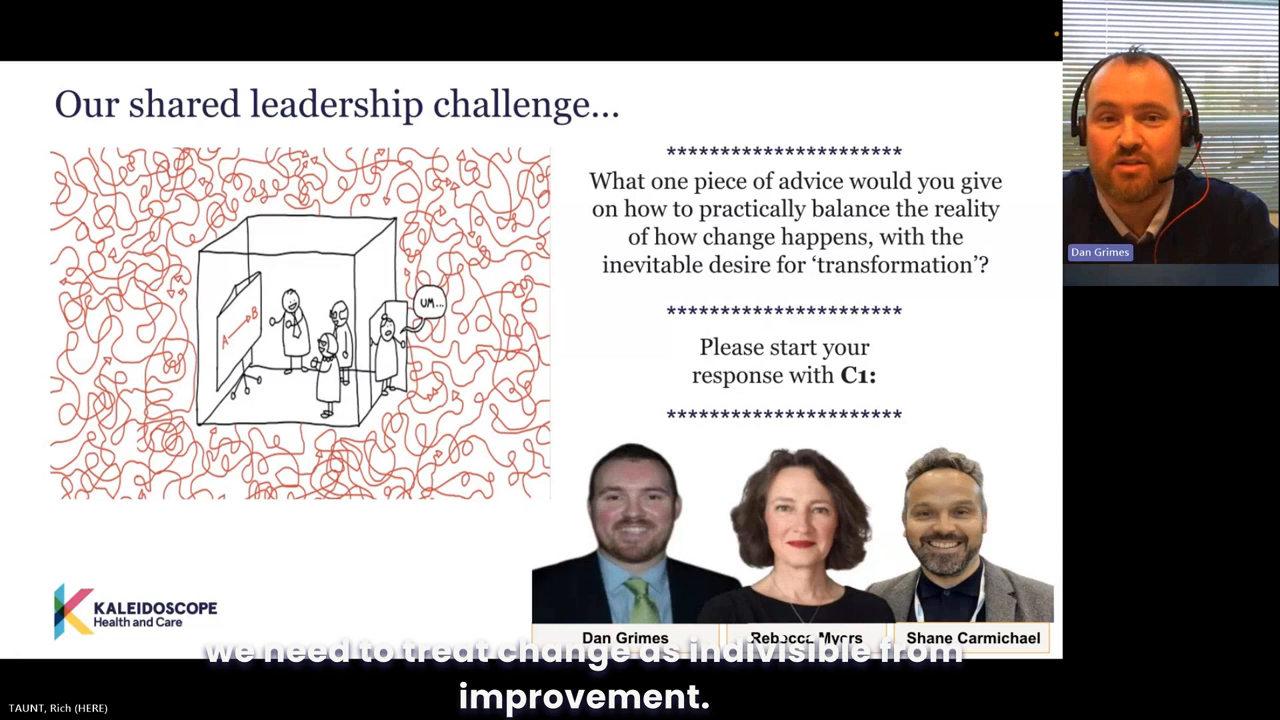 Our shared leadership challenge...
**********************
What one piece of advice would you give
on how to practically balance the reality
of how change happens, with the
inevitable desire for ‘transformation’?
**********************
Please start your
response with C1:
**********************
A
B
UM...
KALEIDOSCOPE
Health and Care
Dan Grimes
Rebecca Myers
Shane Carmichael
we need to treat change as indivisible from
improvement.
Dan Grimes
TAUNT, Rich (HERE)